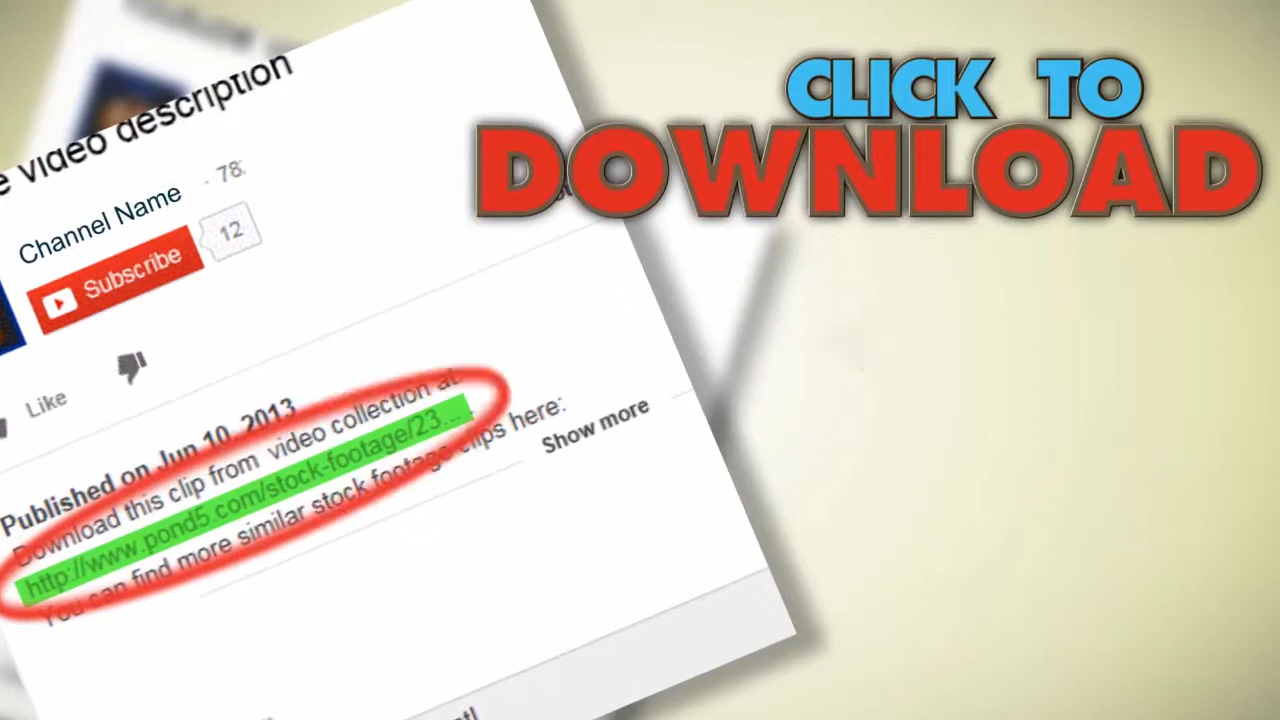 CLICK TO
DOWNLOAD
e video description
Channel Name
78
Subscribe
12
Like
Published on Jun 10, 2013
Download this clip from video collection at
http://www.pond5.com/stock-footage/23...
You can find more similar stock footage clips here:
Show more